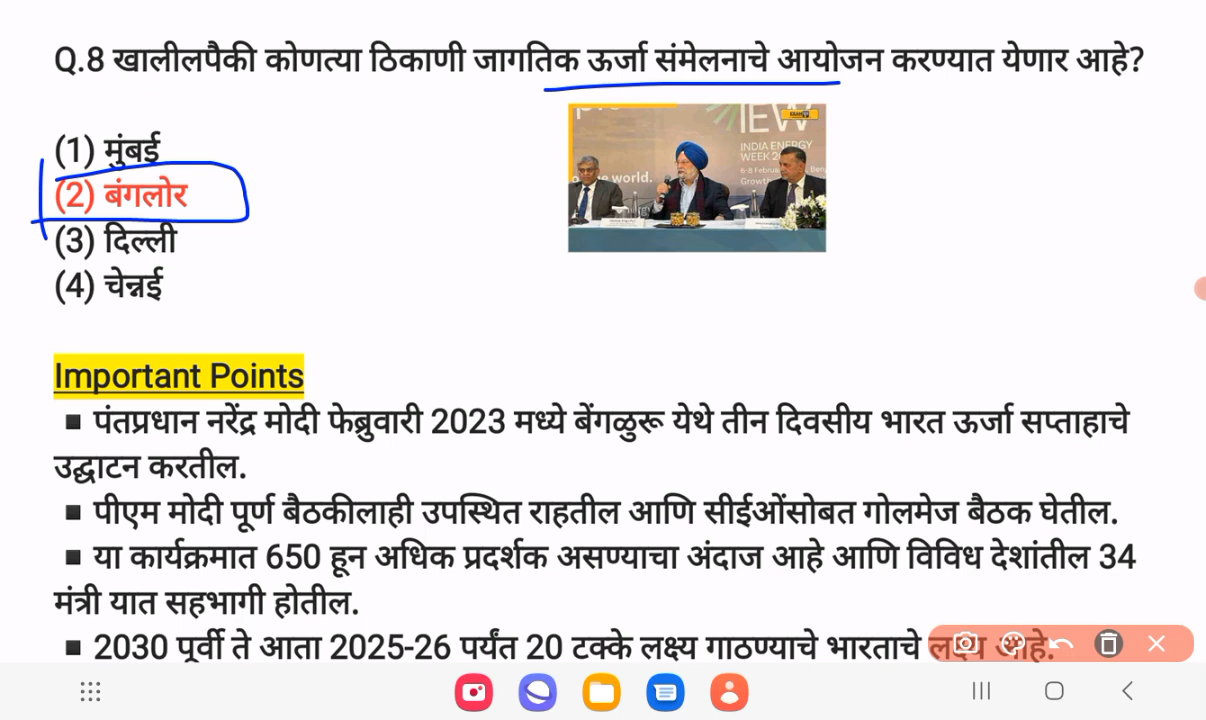 Q.8 खालीलपैकी कोणत्या ठिकाणी जागतिक ऊर्जा संमेलनाचे आयोजन करण्यात येणार आहे?
(1) मुंबई
(2) बंगलोर
(3) दिल्ली
(4) चेन्नई
IEW
INDIA ENERGY
WEEK
world.
Important Points
▪ पंतप्रधान नरेंद्र मोदी फेब्रुवारी 2023 मध्ये बेंगळुरू येथे तीन दिवसीय भारत ऊर्जा सप्ताहाचे
उद्घाटन करतील.
▪ पीएम मोदी पूर्ण बैठकीलाही उपस्थित राहतील आणि सीईओंसोबत गोलमेज बैठक घेतील.
▪ या कार्यक्रमात 650 हून अधिक प्रदर्शक असण्याचा अंदाज आहे आणि विविध देशांतील 34
मंत्री यात सहभागी होतील.
▪ 2030 पूर्वी ते आता 2025-26 पर्यंत 20 टक्के लक्ष्य गाठण्याचे भारताचे लक्ष्य आहे.